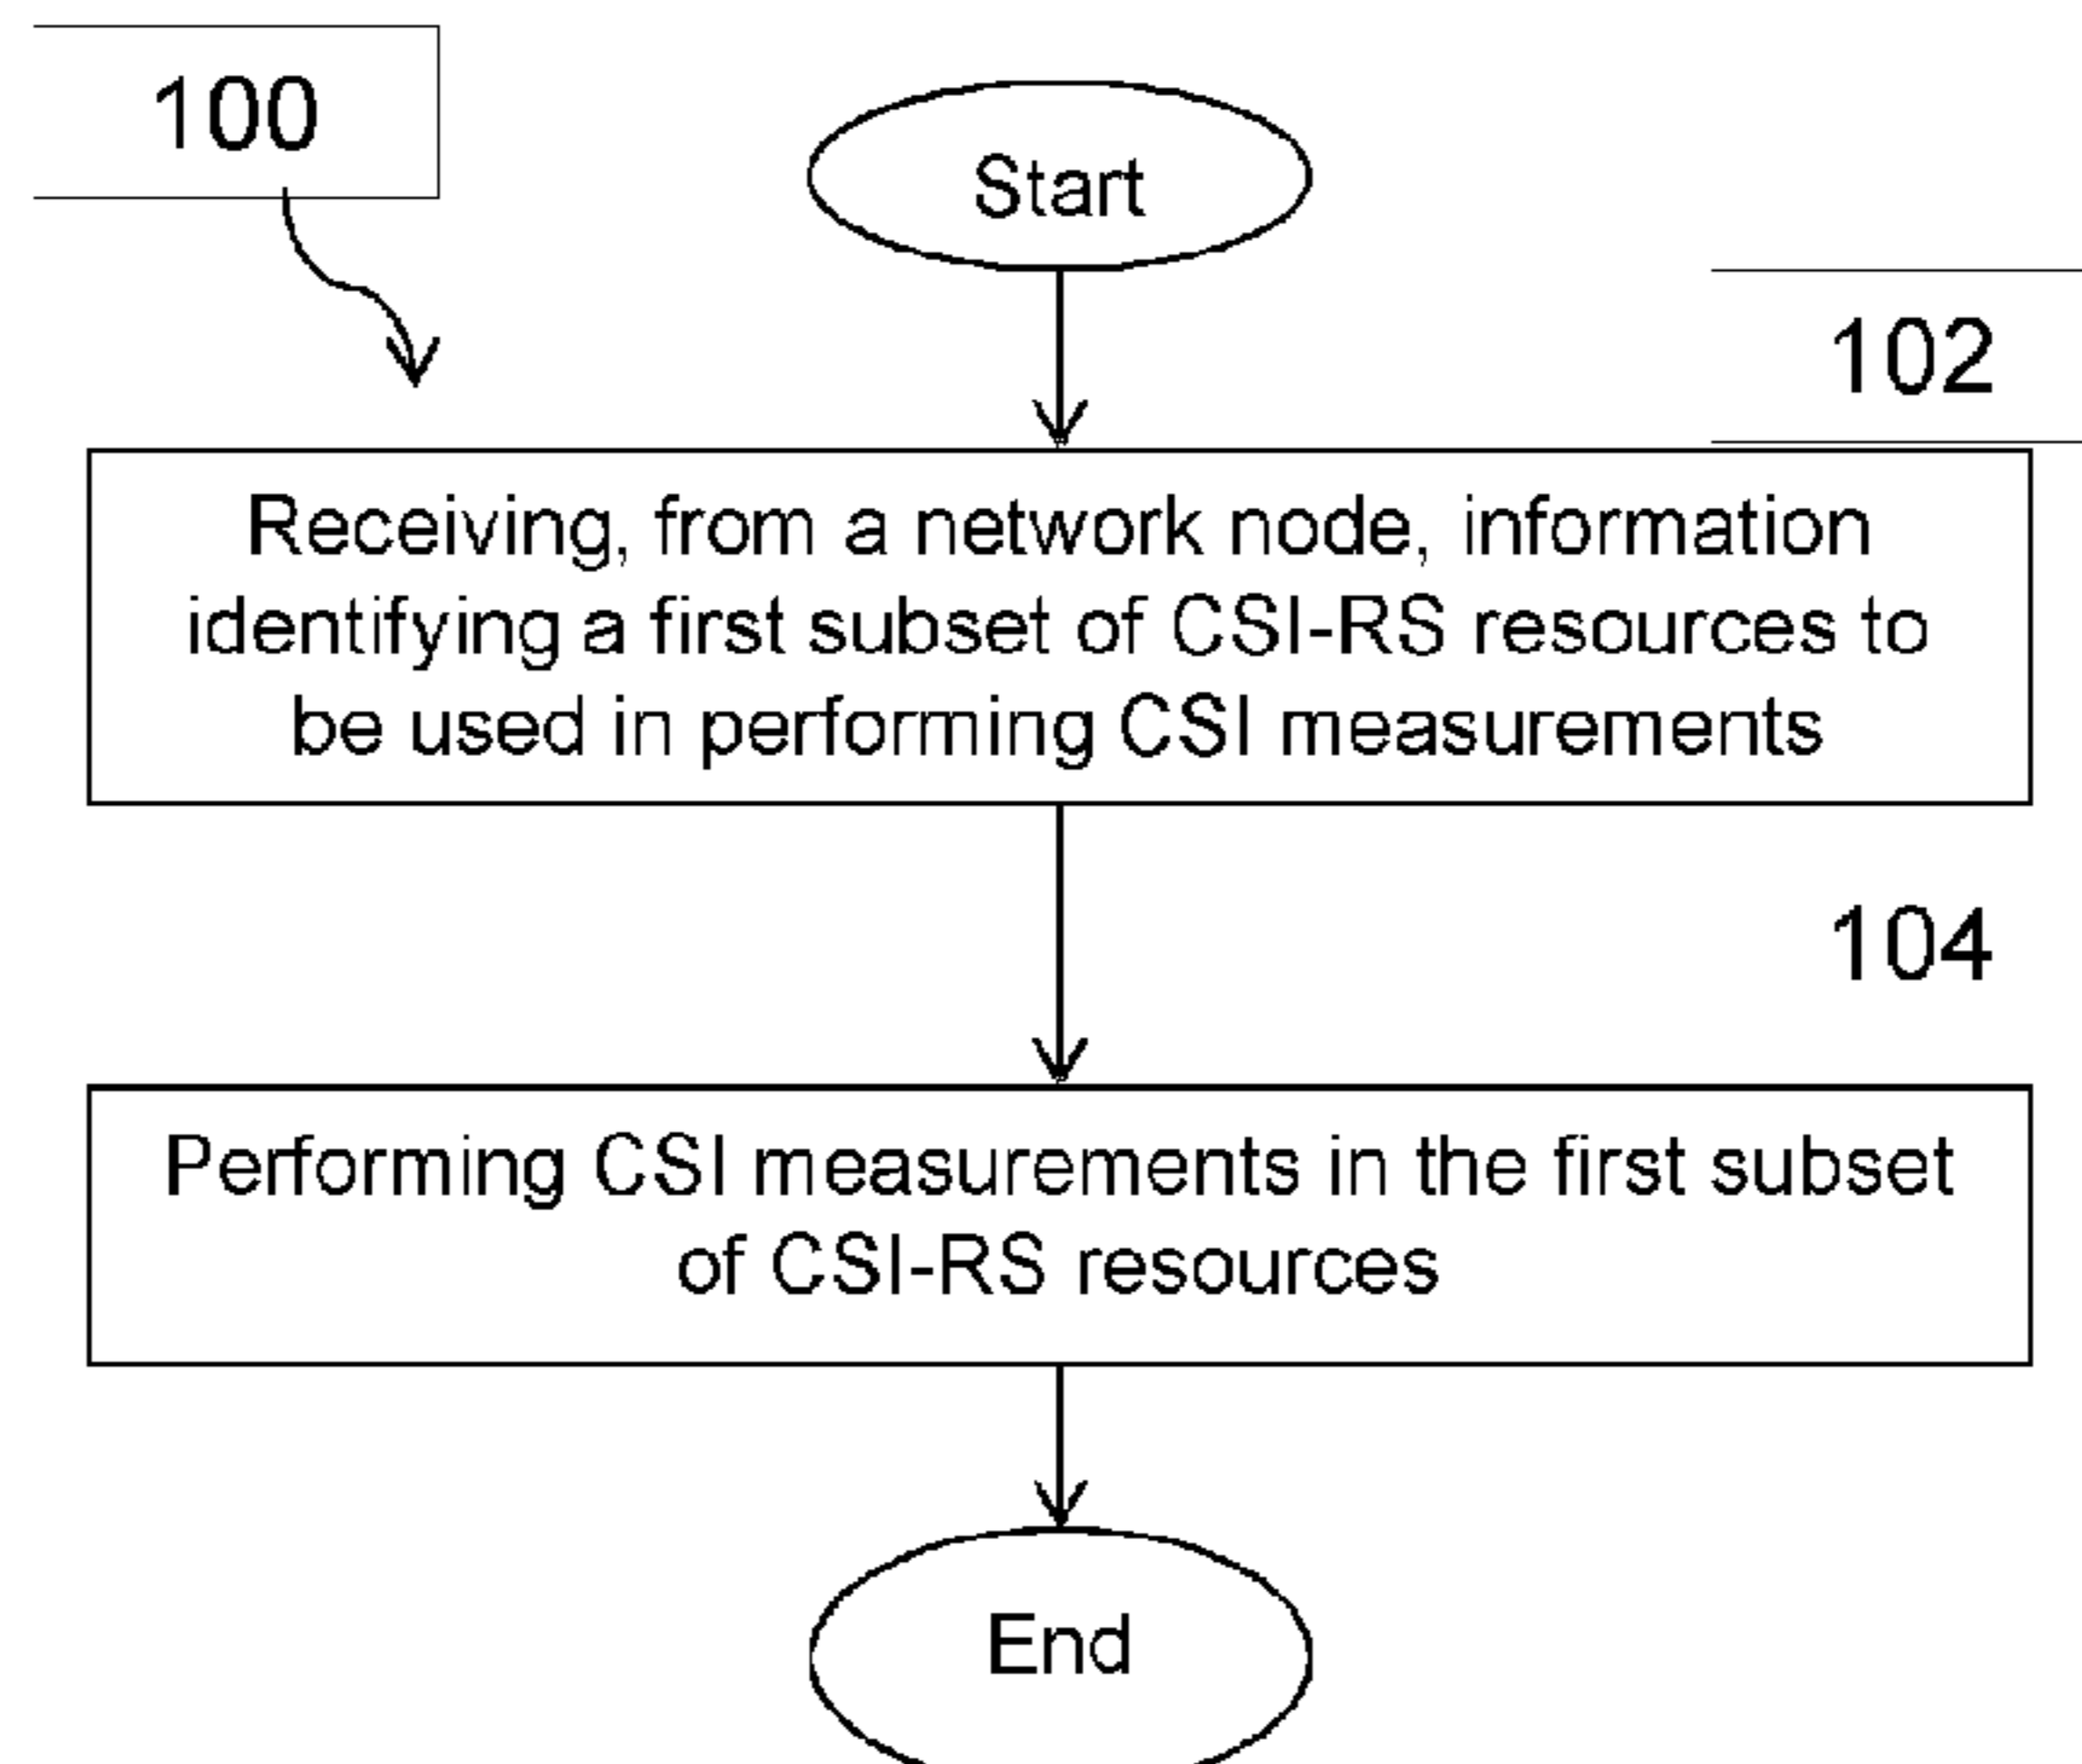 100
Start
102
Receiving, from a network node, information
identifying a first subset of CSI-RS resources to
be used in performing CSI measurements
104
Performing CSI measurements in the first subset
of CSI-RS resources
End